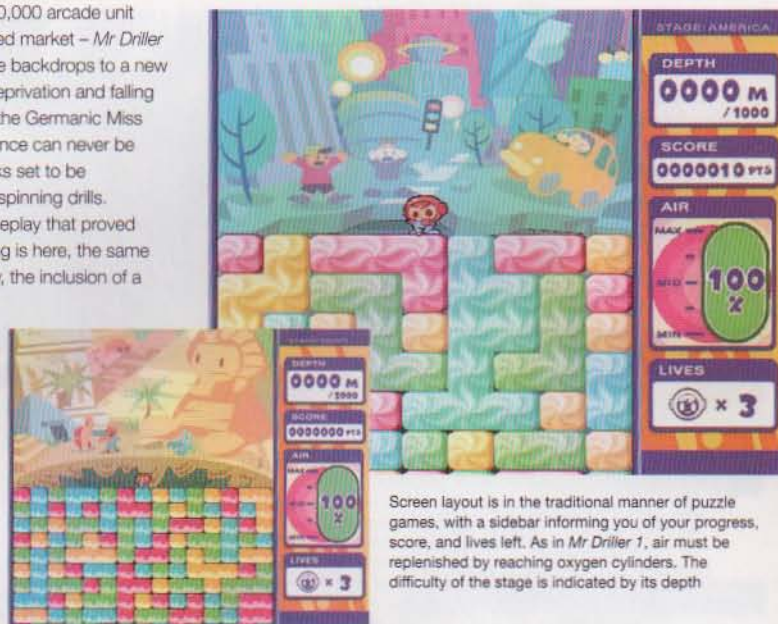 0,000 arcade unit
ed market – Mr Driller
e backdrops to a new
eprivation and falling
the Germanic Miss
nce can never be
ks set to be
spinning drills.
eplay that proved
g is here, the same
, the inclusion of a
STAGE: AMERICA
DEPTH
0000 M
/ 1000
SCORE
0000010 PTS
AIR
MAX
MID
MIN
100
%
LIVES
× 3
DEPTH
0000 M
SCORE
0000000 PTS
AIR
MAX
100
%
LIVES
× 3
Screen layout is in the traditional manner of puzzle
games, with a sidebar informing you of your progress,
score, and lives left. As in Mr Driller 1, air must be
replenished by reaching oxygen cylinders. The
difficulty of the stage is indicated by its depth